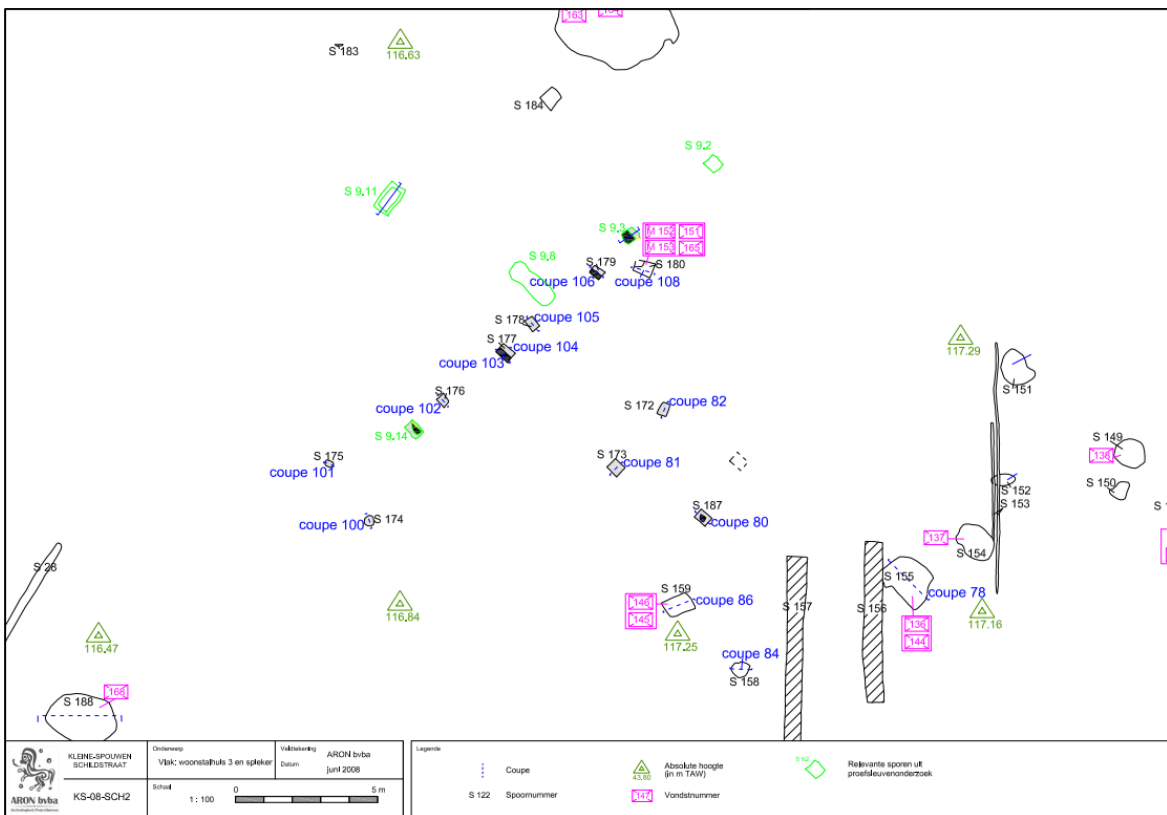 163
S 183
116.63
S 184
S 9.2
S 9.11
S 9.3
M 152 151
M 153 165
S 9.8
S 179
S 180
coupe 106
coupe 108
S 178
coupe 105
S 177
coupe 104
coupe 103
117.29
S 151
S 176
coupe 102
S 172
coupe 82
S 9.14
S 149
138
S 175
coupe 101
S 173
coupe 81
S 150
S 152
S 153
coupe 100
S 174
S 187
coupe 80
137
S 154
S 28
S 155
coupe 78
S 159
146
145
coupe 86
S 157
S 156
116.84
117.16
136
144
116.47
117.25
coupe 84
S 158
168
S 188
ARON bvba
KLEINE-SPOUWEN
SCHILDSTRAAT
KS-08-SCH2
Onderwerp
Vlak: woonstalhuis 3 en spieker
Veldtekening
ARON bvba
Datum
juni 2008
Schaal
1 : 100
0 5 m
Legende
Coupe
S 122 Spoornummer
43,80
Absolute hoogte
(in m TAW)
147 Vondstnummer
Relevante sporen uit
proefsleuvenonderzoek